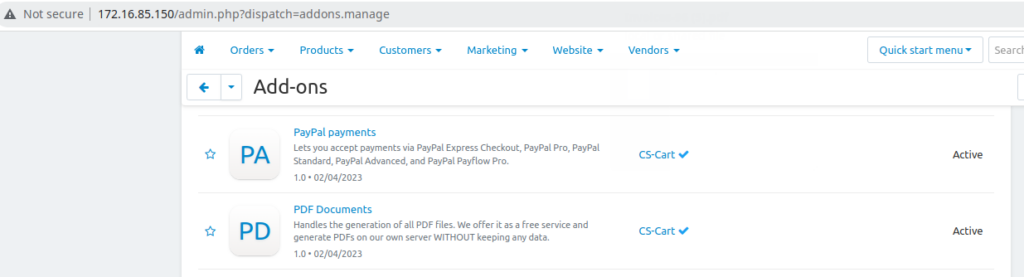 Not secure | 172.16.85.150/admin.php?dispatch=addons.manage
Orders Products Customers Marketing Website Vendors Quick start menu Search
Add-ons
PA
PayPal payments
Lets you accept payments via PayPal Express Checkout, PayPal Pro, PayPal
Standard, PayPal Advanced, and PayPal Payflow Pro.
1.0 • 02/04/2023
CS-Cart
Active
PD
PDF Documents
Handles the generation of all PDF files. We offer it as a free service and
generate PDFs on our own server WITHOUT keeping any data.
1.0 • 02/04/2023
CS-Cart
Active